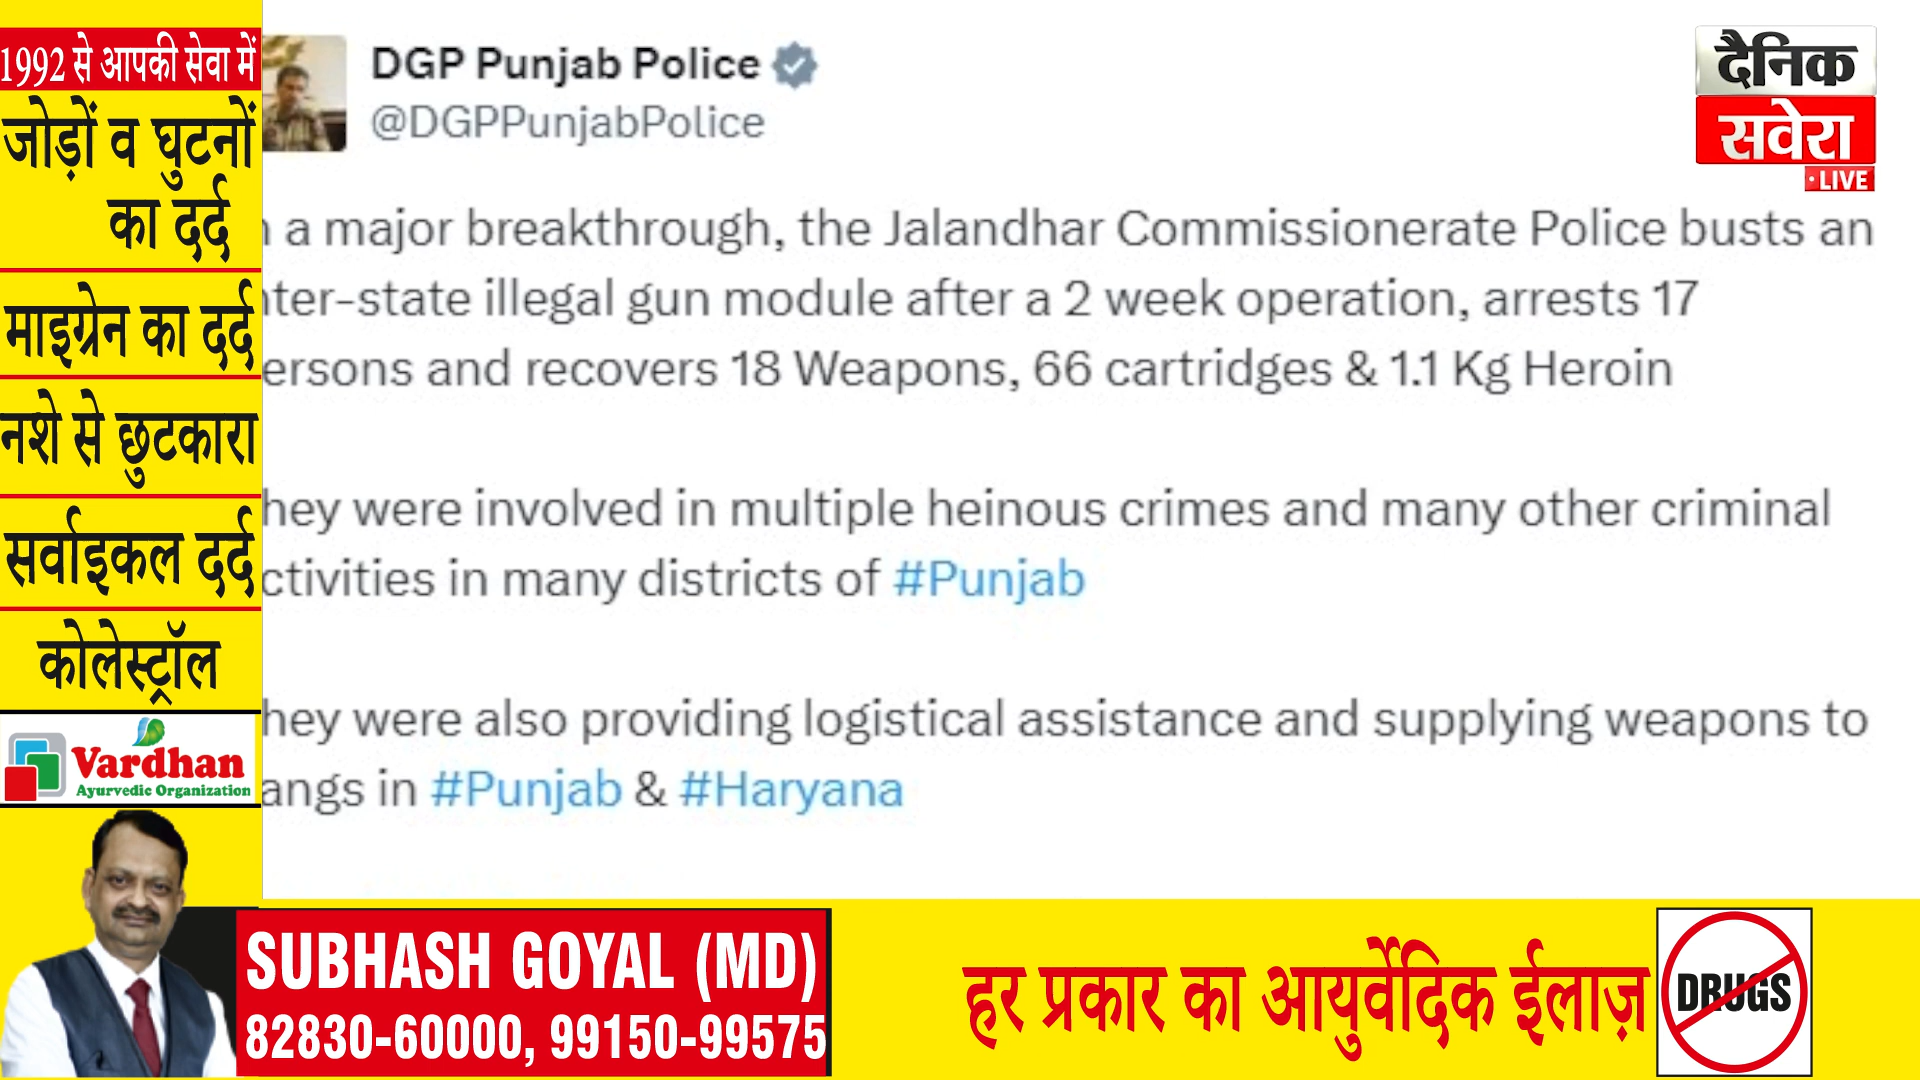 1992 से आपकी सेवा में
जोड़ों व घुटनों
का दर्द
माइग्रेन का दर्द
नशे से छुटकारा
सर्वाइकल दर्द
कोलेस्ट्रॉल
Vardhan
Ayurvedic Organization
DGP Punjab Police
@DGPPunjabPolice
a major breakthrough, the Jalandhar Commissionerate Police busts an
nter-state illegal gun module after a 2 week operation, arrests 17
ersons and recovers 18 Weapons, 66 cartridges & 1.1 Kg Heroin
hey were involved in multiple heinous crimes and many other criminal
ctivities in many districts of #Punjab
hey were also providing logistical assistance and supplying weapons to
angs in #Punjab & #Haryana
दैनिक
सवेरा
LIVE
SUBHASH GOYAL (MD)
82830-60000, 99150-99575
हर प्रकार का आयुर्वेदिक ईलाज़
DRUGS